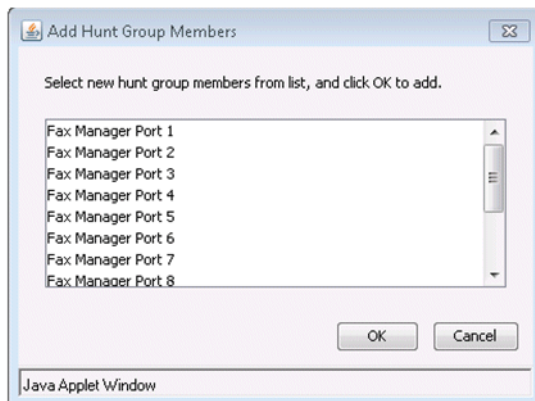 Add Hunt Group Members
Select new hunt group members from list, and click OK to add.
Fax Manager Port 1
Fax Manager Port 2
Fax Manager Port 3
Fax Manager Port 4
Fax Manager Port 5
Fax Manager Port 6
Fax Manager Port 7
Fax Manager Port 8
OK
Cancel
Java Applet Window